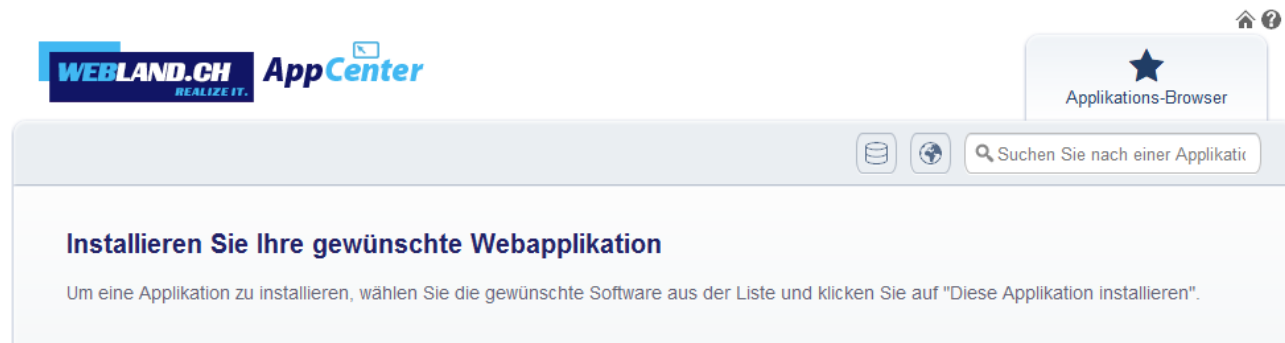 WEBLAND.CH AppCenter
REALIZE IT.
Applikations-Browser
Suchen Sie nach einer Applikatic
Installieren Sie Ihre gewünschte Webapplikation
Um eine Applikation zu installieren, wählen Sie die gewünschte Software aus der Liste und klicken Sie auf "Diese Applikation installieren".